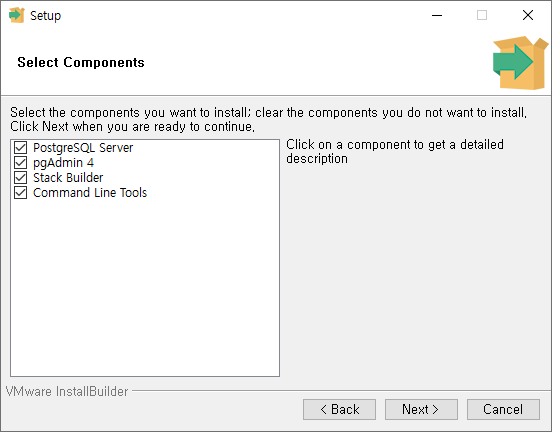 Setup
Select Components
Select the components you want to install; clear the components you do not want to install.
Click Next when you are ready to continue.
PostgreSQL Server
pgAdmin 4
Stack Builder
Command Line Tools
Click on a component to get a detailed
description
VMware InstallBuilder
< Back
Next >
Cancel